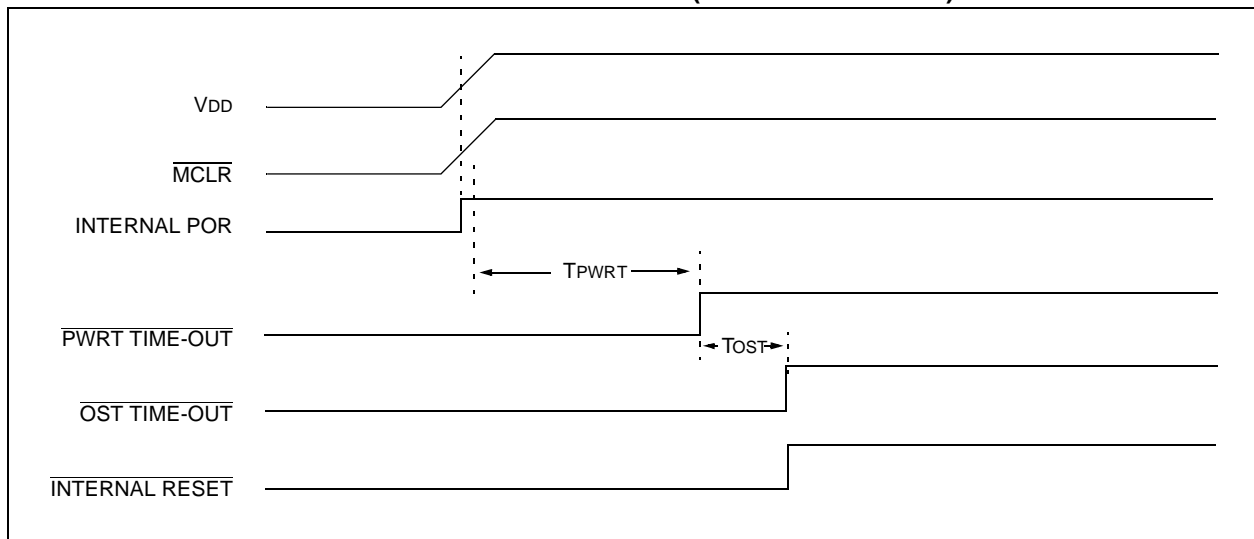 VDD
MCLR
INTERNAL POR
TPWRT
PWRT TIME-OUT
TOST
OST TIME-OUT
INTERNAL RESET